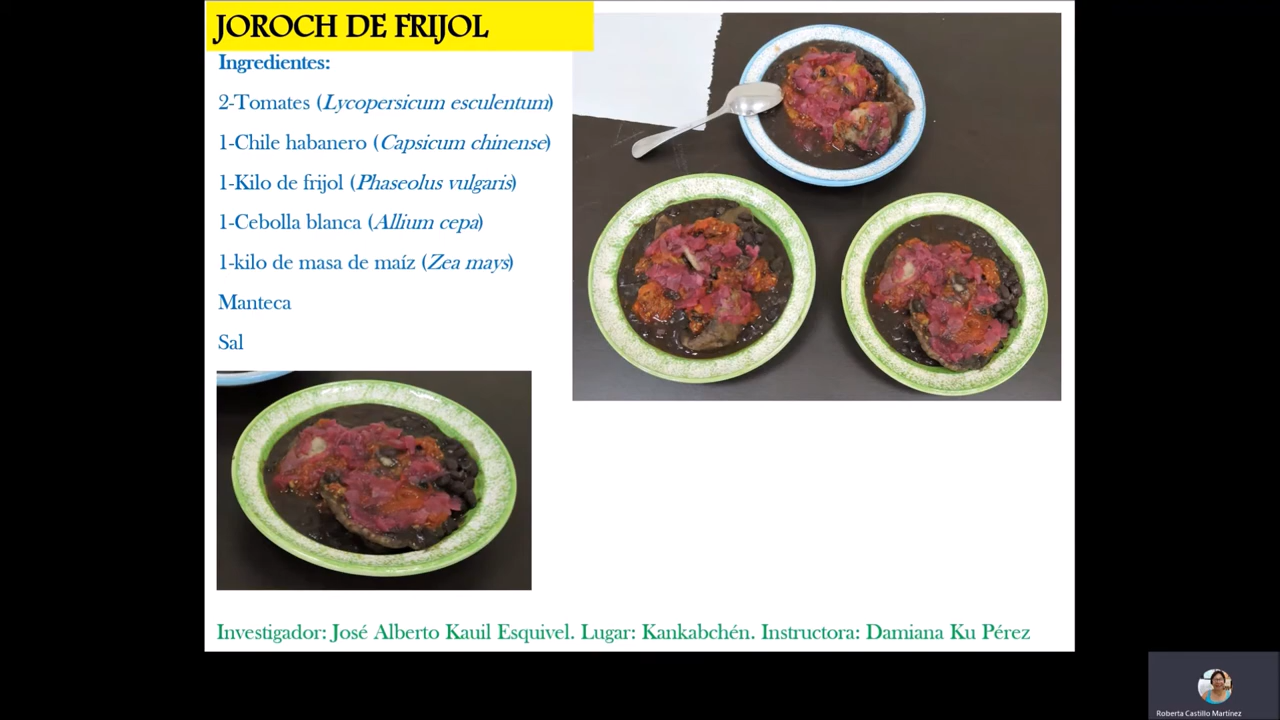 JOROCH DE FRIJOL
Ingredientes:
2-Tomates (Lycopersicum esculentum)
1-Chile habanero (Capsicum chinense)
1-Kilo de frijol (Phaseolus vulgaris)
1-Cebolla blanca (Allium cepa)
1-kilo de masa de maíz (Zea mays)
Manteca
Sal
Investigador: José Alberto Kauil Esquivel. Lugar: Kankabchén. Instructora: Damiana Ku Pérez
Roberta Castillo Martínez